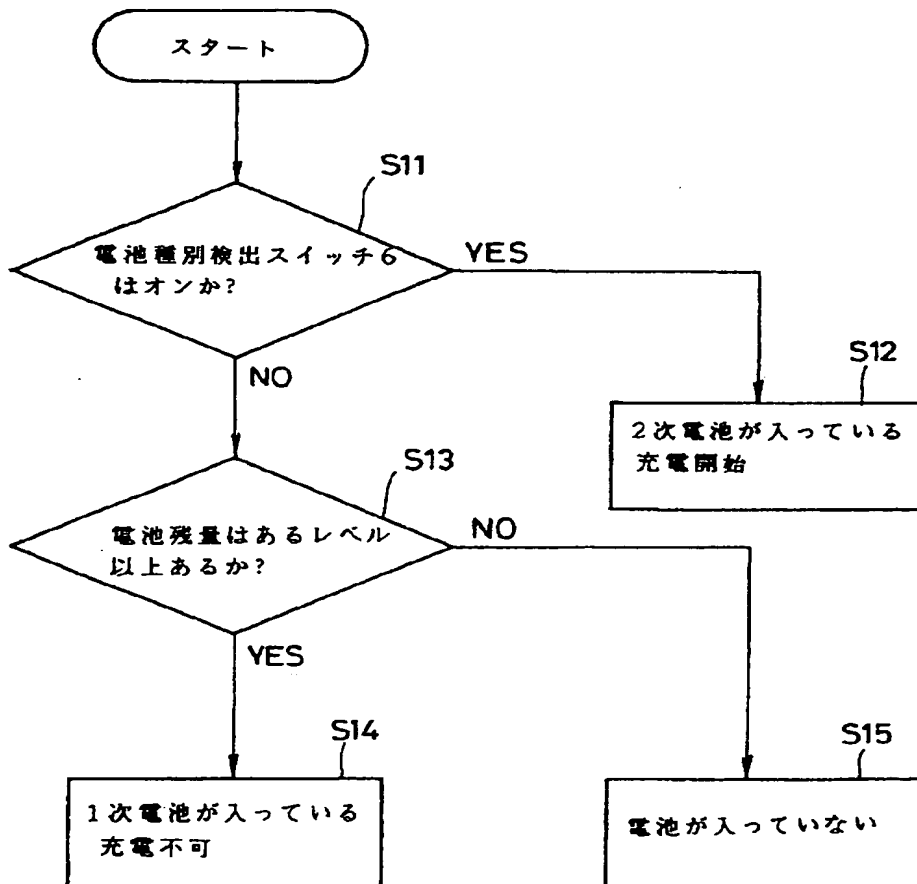 スタート
S11
電池種別検出スイッチ6
はオンか?
YES
NO
S12
2次電池が入っている
充電開始
S13
電池残量はあるレベル
以上あるか?
NO
YES
S14
1次電池が入っている
充電不可
S15
電池が入っていない